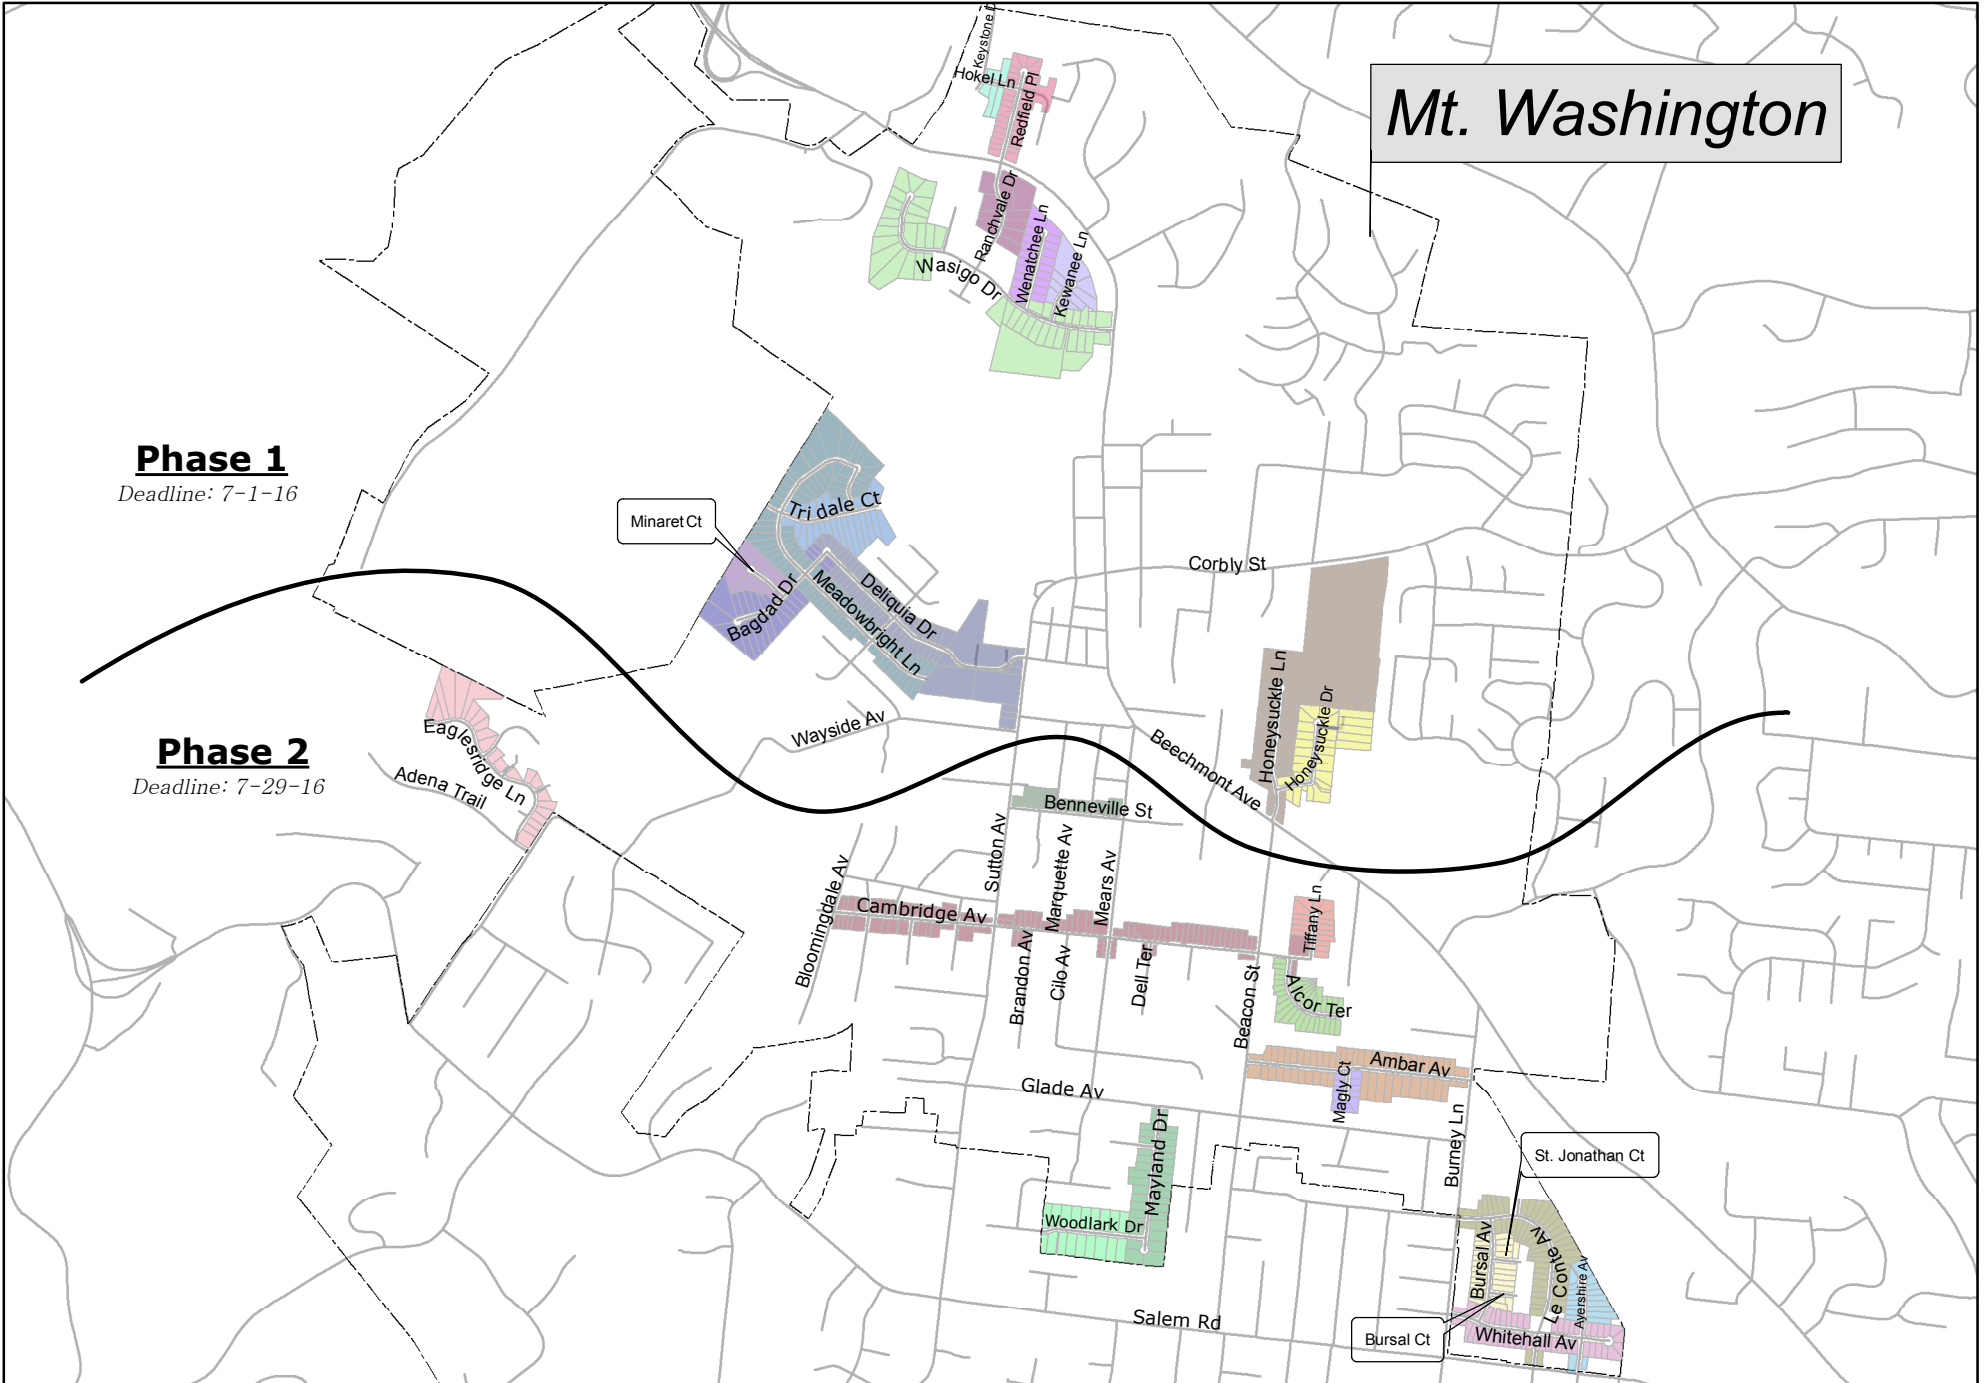 Keystone D
Hokel Ln
Redfield Pl
Mt. Washington
Ranchvale Dr
Wenatchee Ln
Kewanee Ln
Wasigo Dr
Phase 1
Deadline: 7-1-16
Tri dale Ct
Minaret Ct
Corbly St
Bagdad Dr
Meadowbright Ln
Deliquia Dr
Honeysuckle Ln
Honeysuckle Dr
Wayside Av
Beechmont Ave
Phase 2
Deadline: 7-29-16
Eaglesridge Ln
Adena Trail
Benneville St
Sutton Av
Marquette Av
Mears Av
Bloomingdale Av
Cambridge Av
Tiffany Ln
Brandon Av
Cilo Av
Dell Ter
Beacon St
Alcor Ter
Ambar Av
Magly Ct
Glade Av
Mayland Dr
Burney Ln
St. Jonathan Ct
Woodlark Dr
Bursal Av
Le Conte Av
Ayershire Av
Salem Rd
Bursal Ct
Whitehall Av